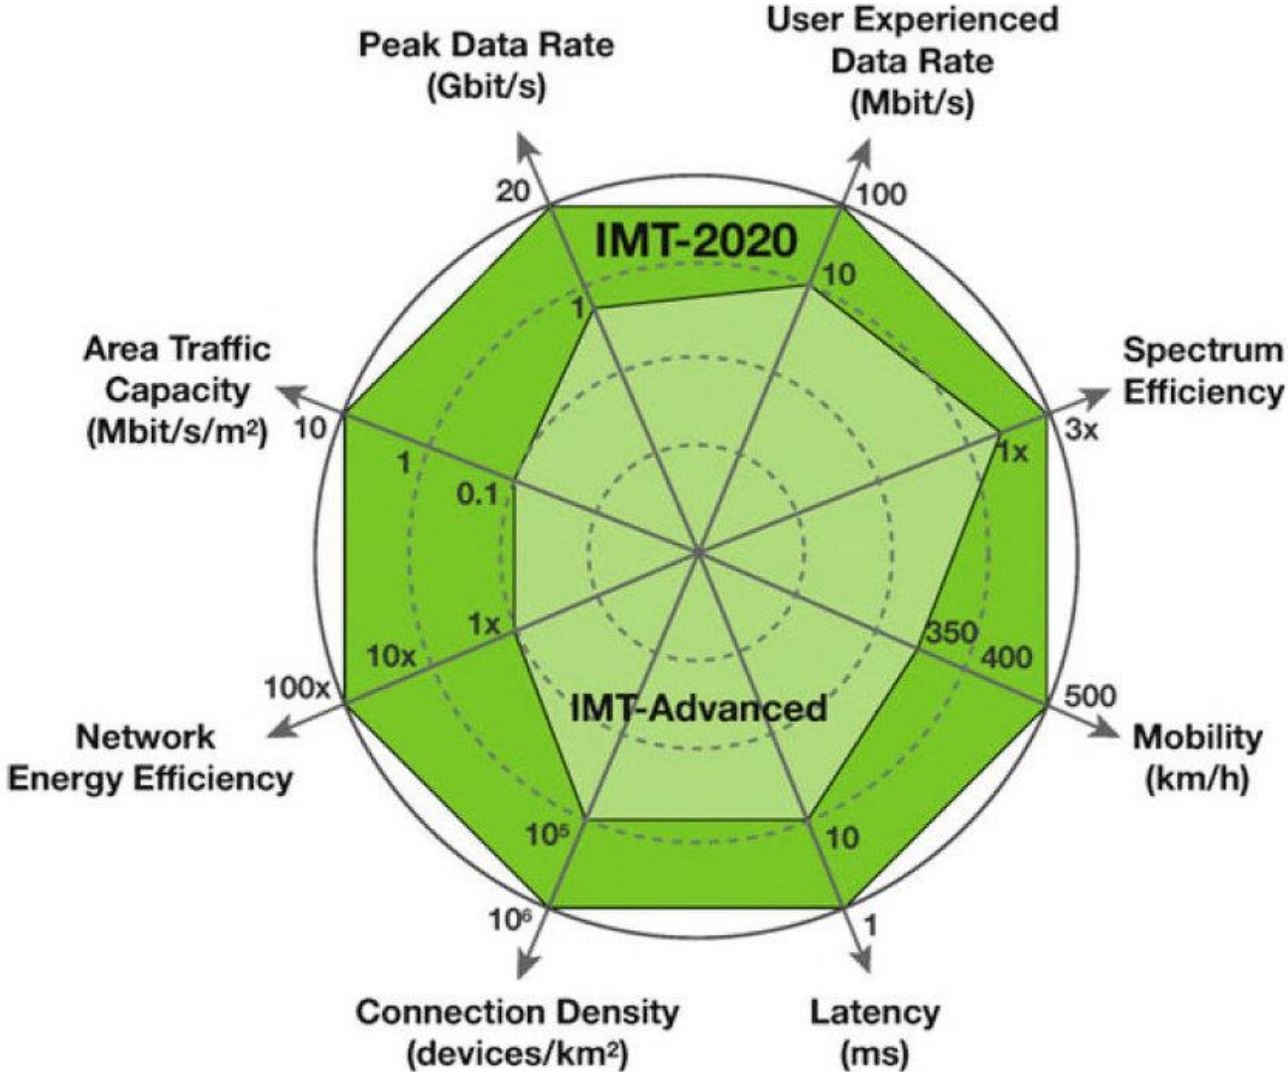 User Experienced
Data Rate
(Mbit/s)
Peak Data Rate
(Gbit/s)
20
100
IMT-2020
10
1
Area Traffic
Capacity
(Mbit/s/m²)
Spectrum
Efficiency
10
3x
1
1x
0.1
1x
350
10x
400
100x
500
IMT-Advanced
Network
Energy Efficiency
Mobility
(km/h)
10⁵
10
10⁶
1
Connection Density
(devices/km²)
Latency
(ms)